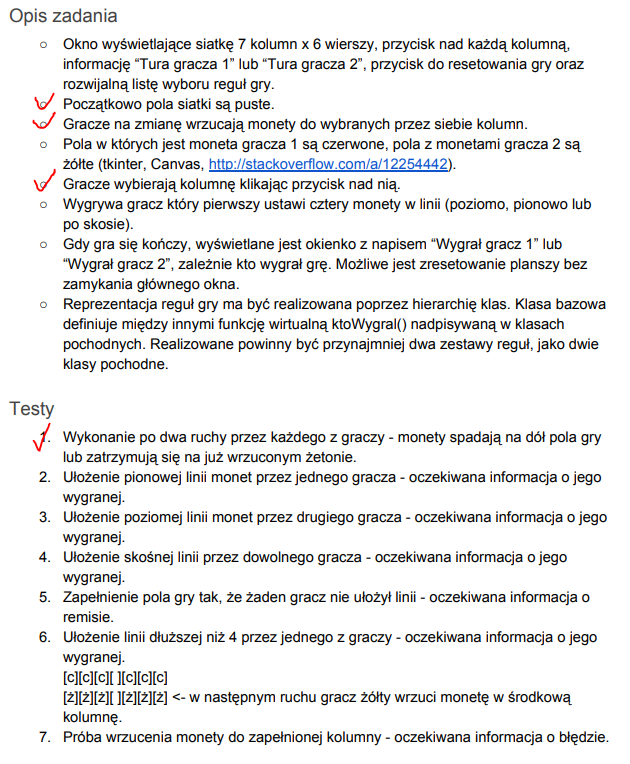 Opis zadania
○ Okno wyświetlające siatkę 7 kolumn x 6 wierszy, przycisk nad każdą kolumną,
informację “Tura gracza 1” lub “Tura gracza 2”, przycisk do resetowania gry oraz
rozwijalną listę wyboru reguł gry.
○ Początkowo pola siatki są puste.
○ Gracze na zmianę wrzucają monety do wybranych przez siebie kolumn.
○ Pola w których jest moneta gracza 1 są czerwone, pola z monetami gracza 2 są
żółte (tkinter, Canvas, http://stackoverflow.com/a/12254442).
○ Gracze wybierają kolumnę klikając przycisk nad nią.
○ Wygrywa gracz który pierwszy ustawi cztery monety w linii (poziomo, pionowo lub
po skosie).
○ Gdy gra się kończy, wyświetlane jest okienko z napisem “Wygrał gracz 1” lub
“Wygrał gracz 2”, zależnie kto wygrał grę. Możliwe jest zresetowanie planszy bez
zamykania głównego okna.
○ Reprezentacja reguł gry ma być realizowana poprzez hierarchię klas. Klasa bazowa
definiuje między innymi funkcję wirtualną ktoWygral() nadpisywaną w klasach
pochodnych. Realizowane powinny być przynajmniej dwa zestawy reguł, jako dwie
klasy pochodne.
Testy
1. Wykonanie po dwa ruchy przez każdego z graczy - monety spadają na dół pola gry
lub zatrzymują się na już wrzuconym żetonie.
2. Ułożenie pionowej linii monet przez jednego gracza - oczekiwana informacja o jego
wygranej.
3. Ułożenie poziomej linii monet przez drugiego gracza - oczekiwana informacja o jego
wygranej.
4. Ułożenie skośnej linii przez dowolnego gracza - oczekiwana informacja o jego
wygranej.
5. Zapełnienie pola gry tak, że żaden gracz nie ułożył linii - oczekiwana informacja o
remisie.
6. Ułożenie linii dłuższej niż 4 przez jednego z graczy - oczekiwana informacja o jego
wygranej.
[c][c][c][ ][c][c][c]
[ż][ż][ż][ ][ż][ż][ż] <- w następnym ruchu gracz żółty wrzuci monetę w środkową
kolumnę.
7. Próba wrzucenia monety do zapełnionej kolumny - oczekiwana informacja o błędzie.